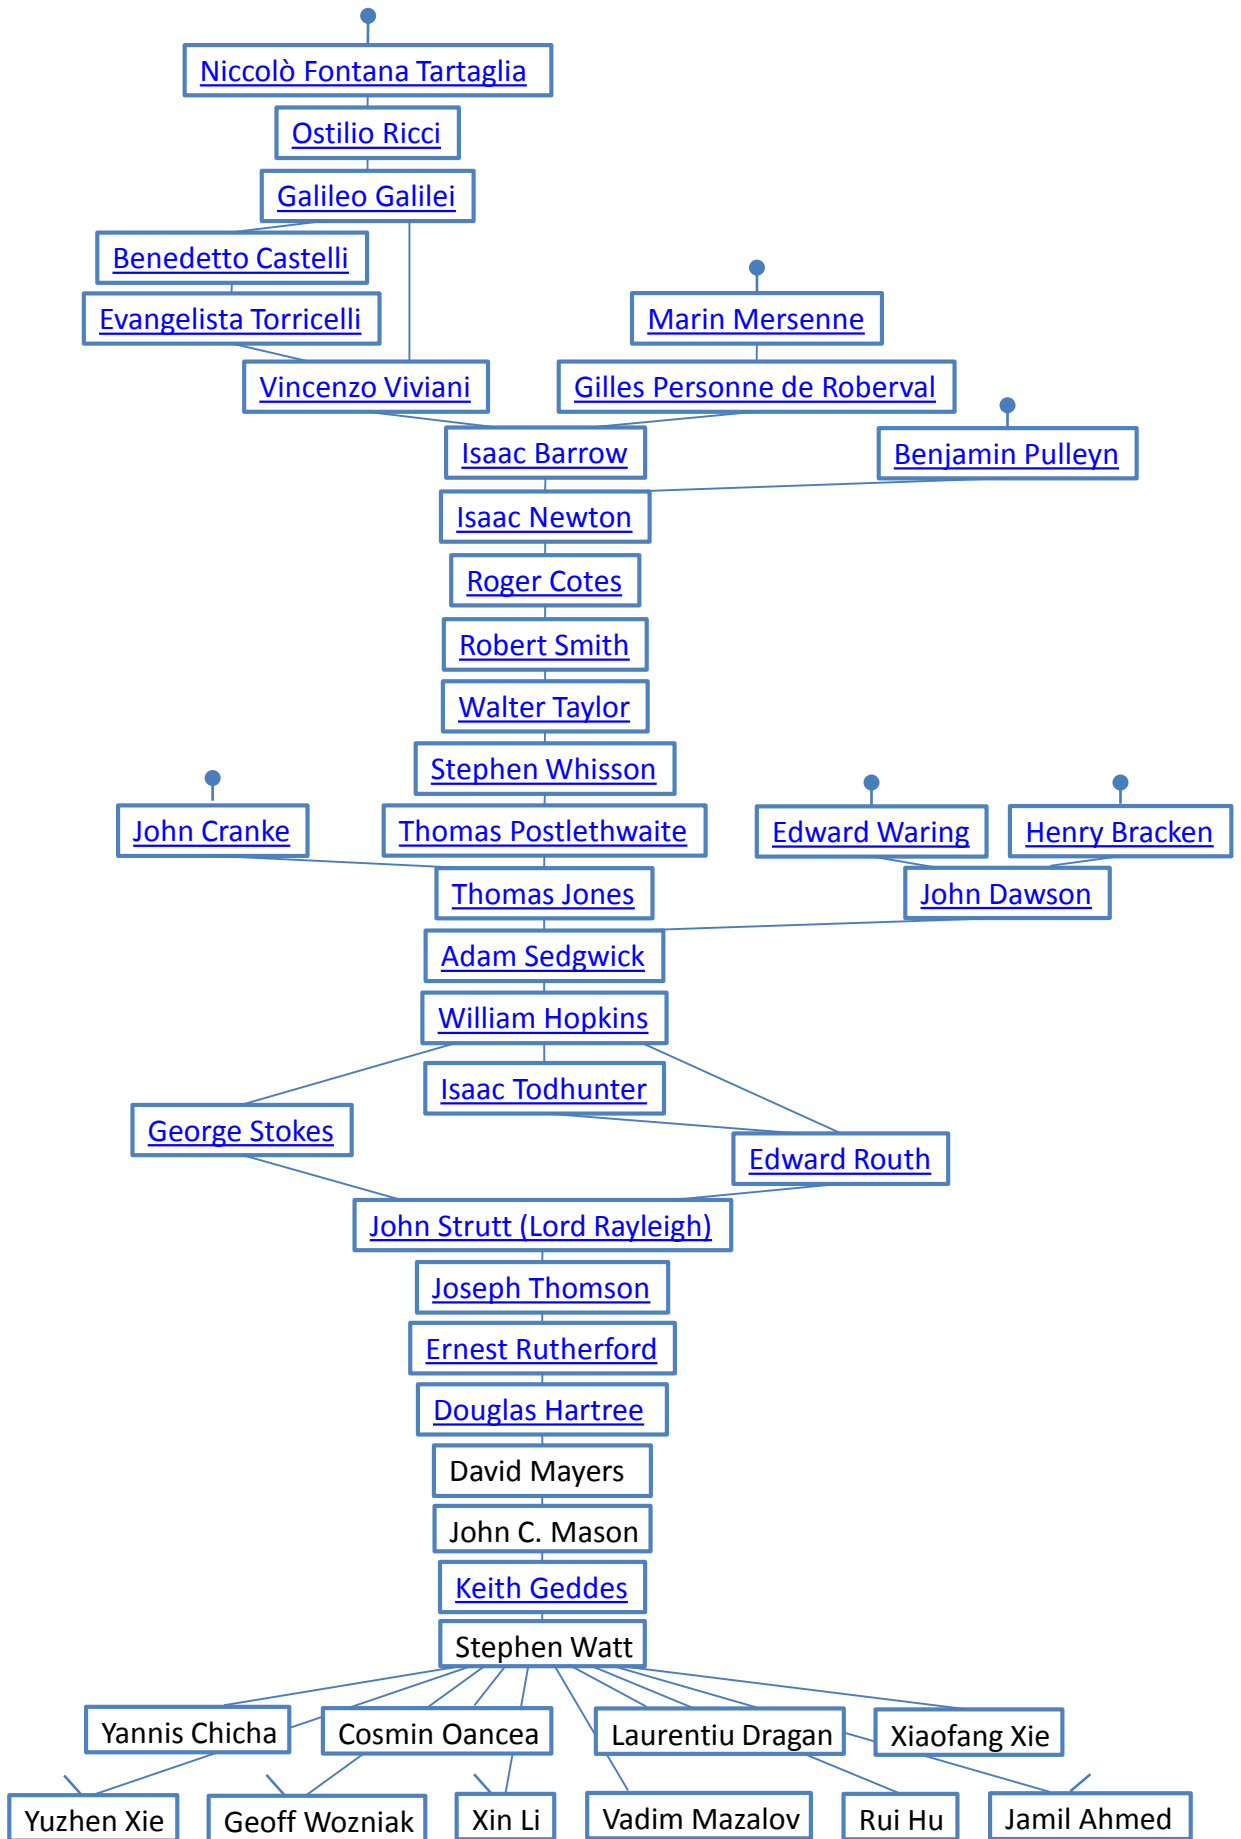 Niccolò Fontana Tartaglia
Ostilio Ricci
Galileo Galilei
Benedetto Castelli
Evangelista Torricelli
Marin Mersenne
Vincenzo Viviani
Gilles Personne de Roberval
Isaac Barrow
Benjamin Pulleyn
Isaac Newton
Roger Cotes
Robert Smith
Walter Taylor
Stephen Whisson
John Cranke
Thomas Postlethwaite
Edward Waring
Henry Bracken
Thomas Jones
John Dawson
Adam Sedgwick
William Hopkins
Isaac Todhunter
George Stokes
Edward Routh
John Strutt (Lord Rayleigh)
Joseph Thomson
Ernest Rutherford
Douglas Hartree
David Mayers
John C. Mason
Keith Geddes
Stephen Watt
Yannis Chicha
Cosmin Oancea
Laurentiu Dragan
Xiaofang Xie
Yuzhen Xie
Geoff Wozniak
Xin Li
Vadim Mazalov
Rui Hu
Jamil Ahmed